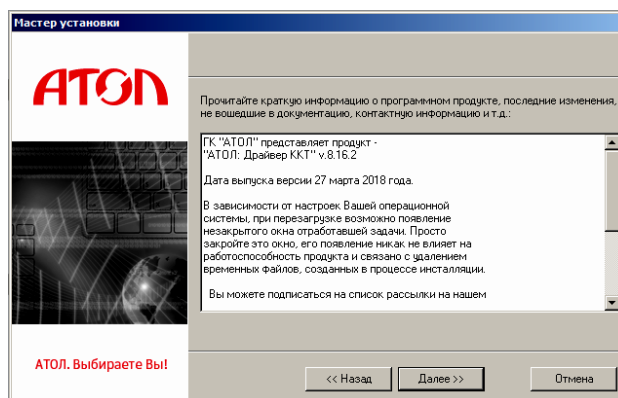 Мастер установки
АТОЛ
Прочитайте краткую информацию о программном продукте, последние изменения,
не вошедшие в документацию, контактную информацию и т.д.:
ГК "АТОЛ" представляет продукт -
"АТОЛ: Драйвер ККТ" v.8.16.2
Дата выпуска версии 27 марта 2018 года.
В зависимости от настроек Вашей операционной
системы, при перезагрузке возможно появление
незакрытого окна отработавшей задачи. Просто
закройте это окно, его появление никак не влияет на
работоспособность продукта и связано с удалением
временных файлов, созданных в процессе инсталляции.
Вы можете подписаться на список рассылки на нашем
АТОЛ. Выбираете Вы!
<< Назад
Далее >>
Отмена